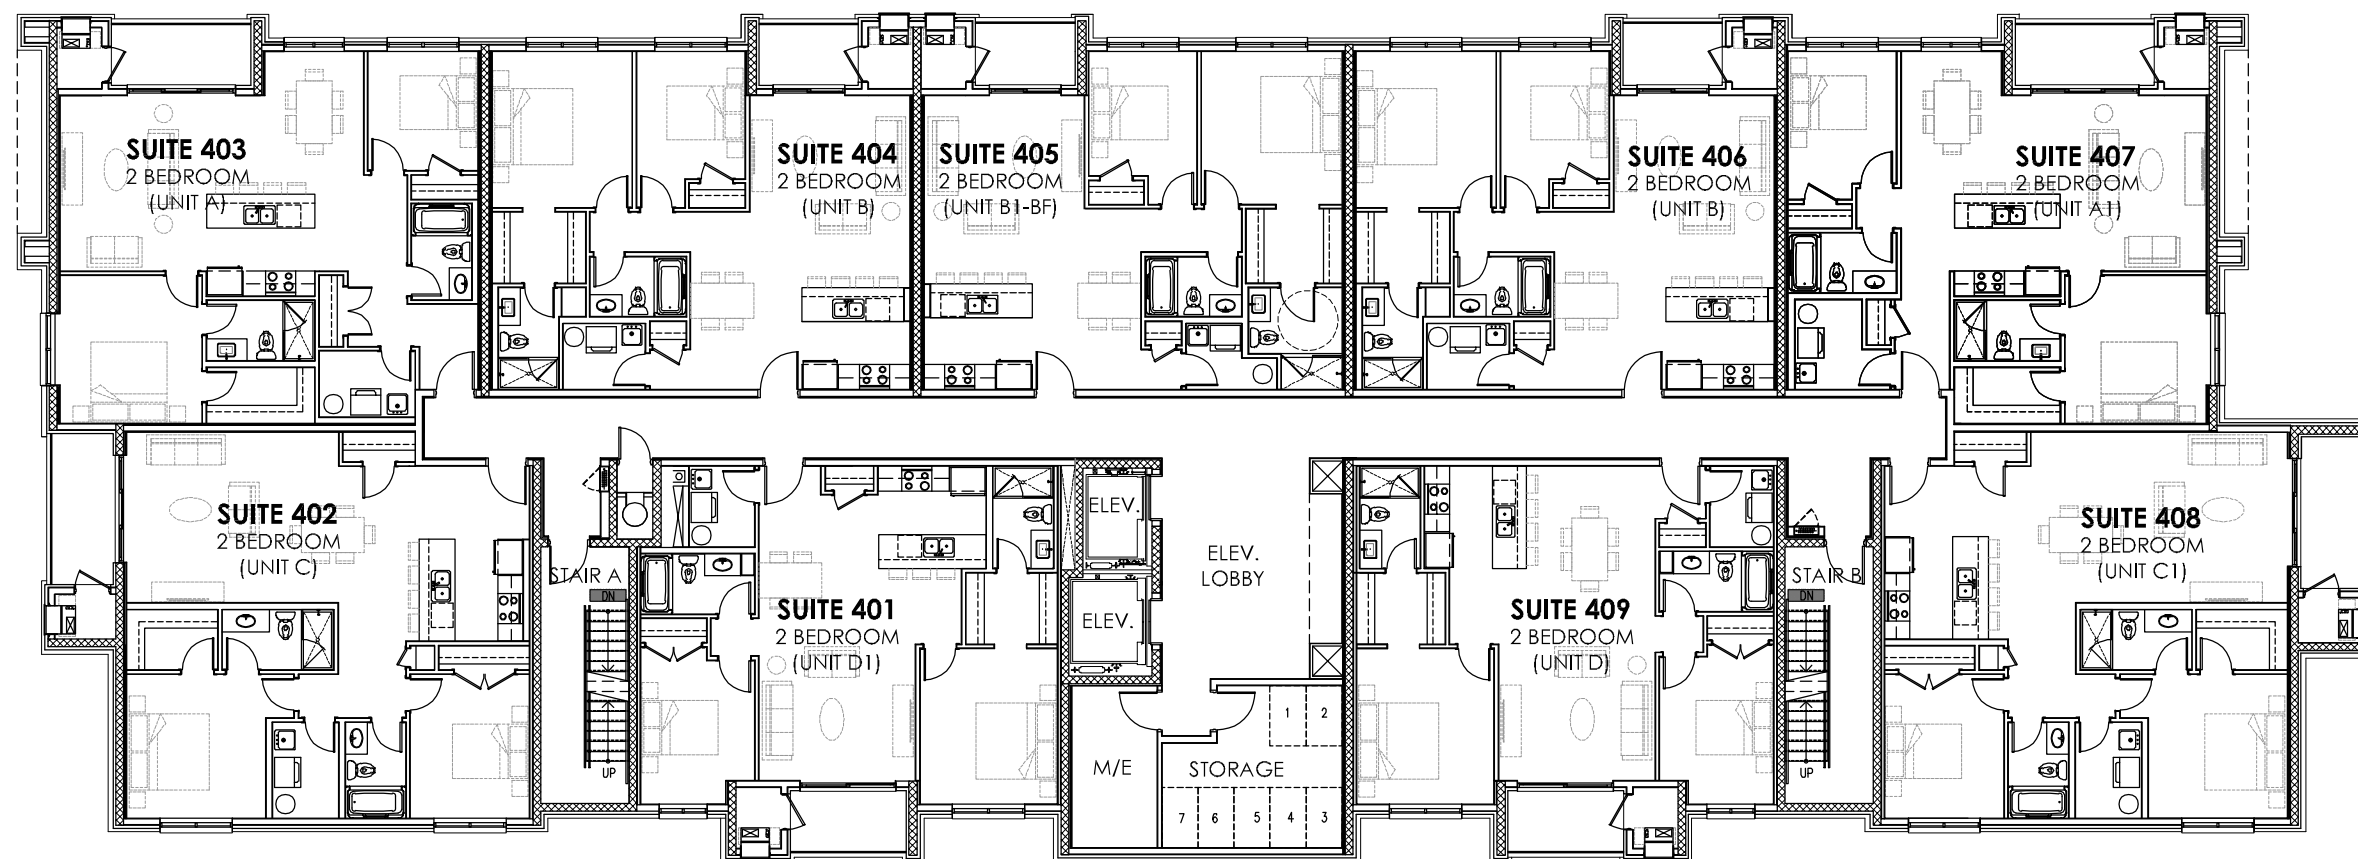 SUITE 403
2 BEDROOM
(UNIT A)
SUITE 404
2 BEDROOM
(UNIT B)
SUITE 405
2 BEDROOM
(UNIT B1-BF)
SUITE 406
2 BEDROOM
(UNIT B)
SUITE 407
2 BEDROOM
(UNIT A1)
SUITE 402
2 BEDROOM
(UNIT C)
STAIR A
DN
UP
SUITE 401
2 BEDROOM
(UNIT D1)
ELEV.
ELEV.
ELEV.
LOBBY
M/E
STORAGE
1
2
7
6
5
4
3
SUITE 409
2 BEDROOM
(UNIT D)
STAIR B
DN
UP
SUITE 408
2 BEDROOM
(UNIT C1)